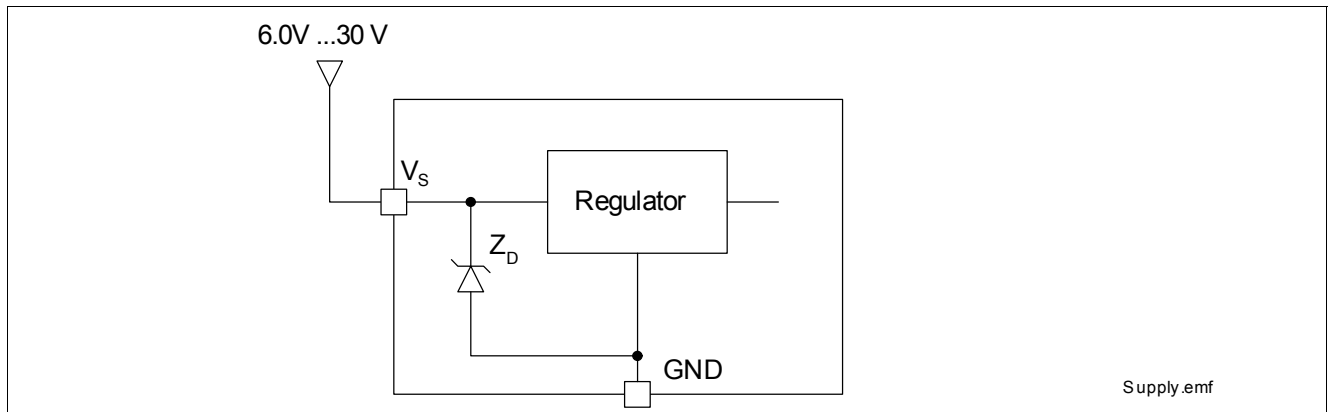 6.0V ...30 V
V_S
Regulator
Z_D
GND
Supply.emf